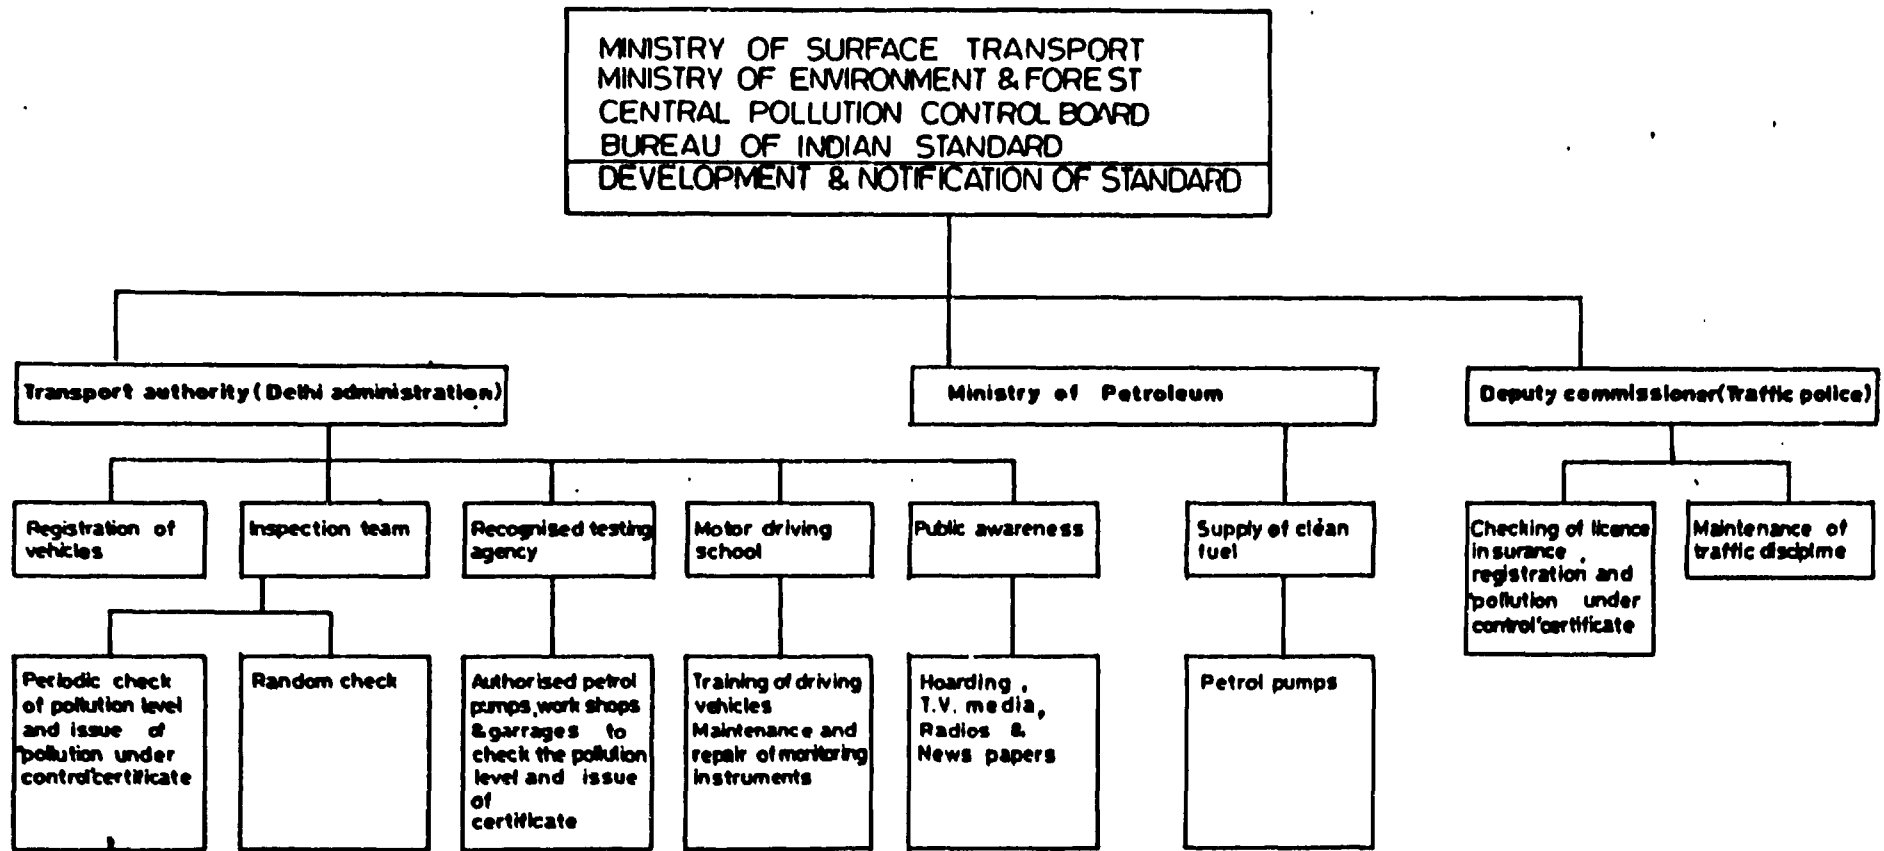 MINISTRY OF SURFACE TRANSPORT
MINISTRY OF ENVIRONMENT & FOREST
CENTRAL POLLUTION CONTROL BOARD
BUREAU OF INDIAN STANDARD
DEVELOPMENT & NOTIFICATION OF STANDARD
Transport authority (Delhi administration)
Ministry of Petroleum
Deputy commissioner (Traffic police)
Registration of
vehicles
Inspection team
Recognised testing
agency
Motor driving
school
Public awareness
Supply of clean
fuel
Checking of licence
insurance,
registration and
'pollution under
control' certificate
Maintenance of
traffic discipline
Periodic check
of pollution level
and issue of
'pollution under
control' certificate
Random check
Authorised petrol
pumps, work shops
& garrages to
check the pollution
level and issue
of
certificate
Training of driving
vehicles
Maintenance and
repair of monitoring
instruments
Hoarding,
T.V. media,
Radios &
News papers
Petrol pumps